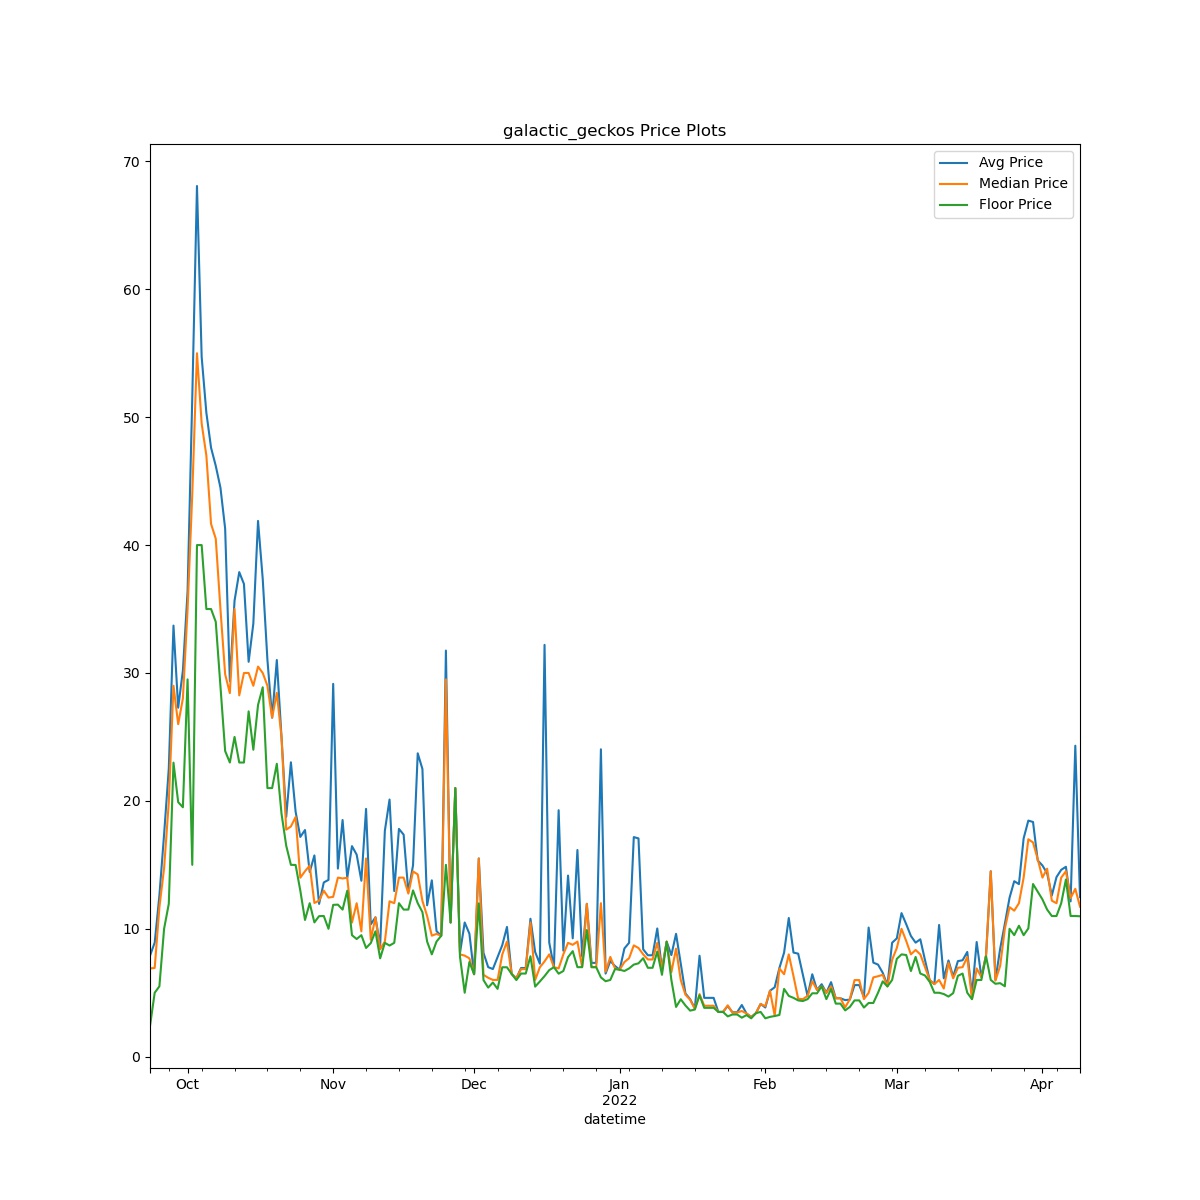 galactic_geckos Price Plots
Avg Price
Median Price
Floor Price
70
60
50
40
30
20
10
0
Oct
Nov
Dec
Jan
2022
Feb
Mar
Apr
datetime